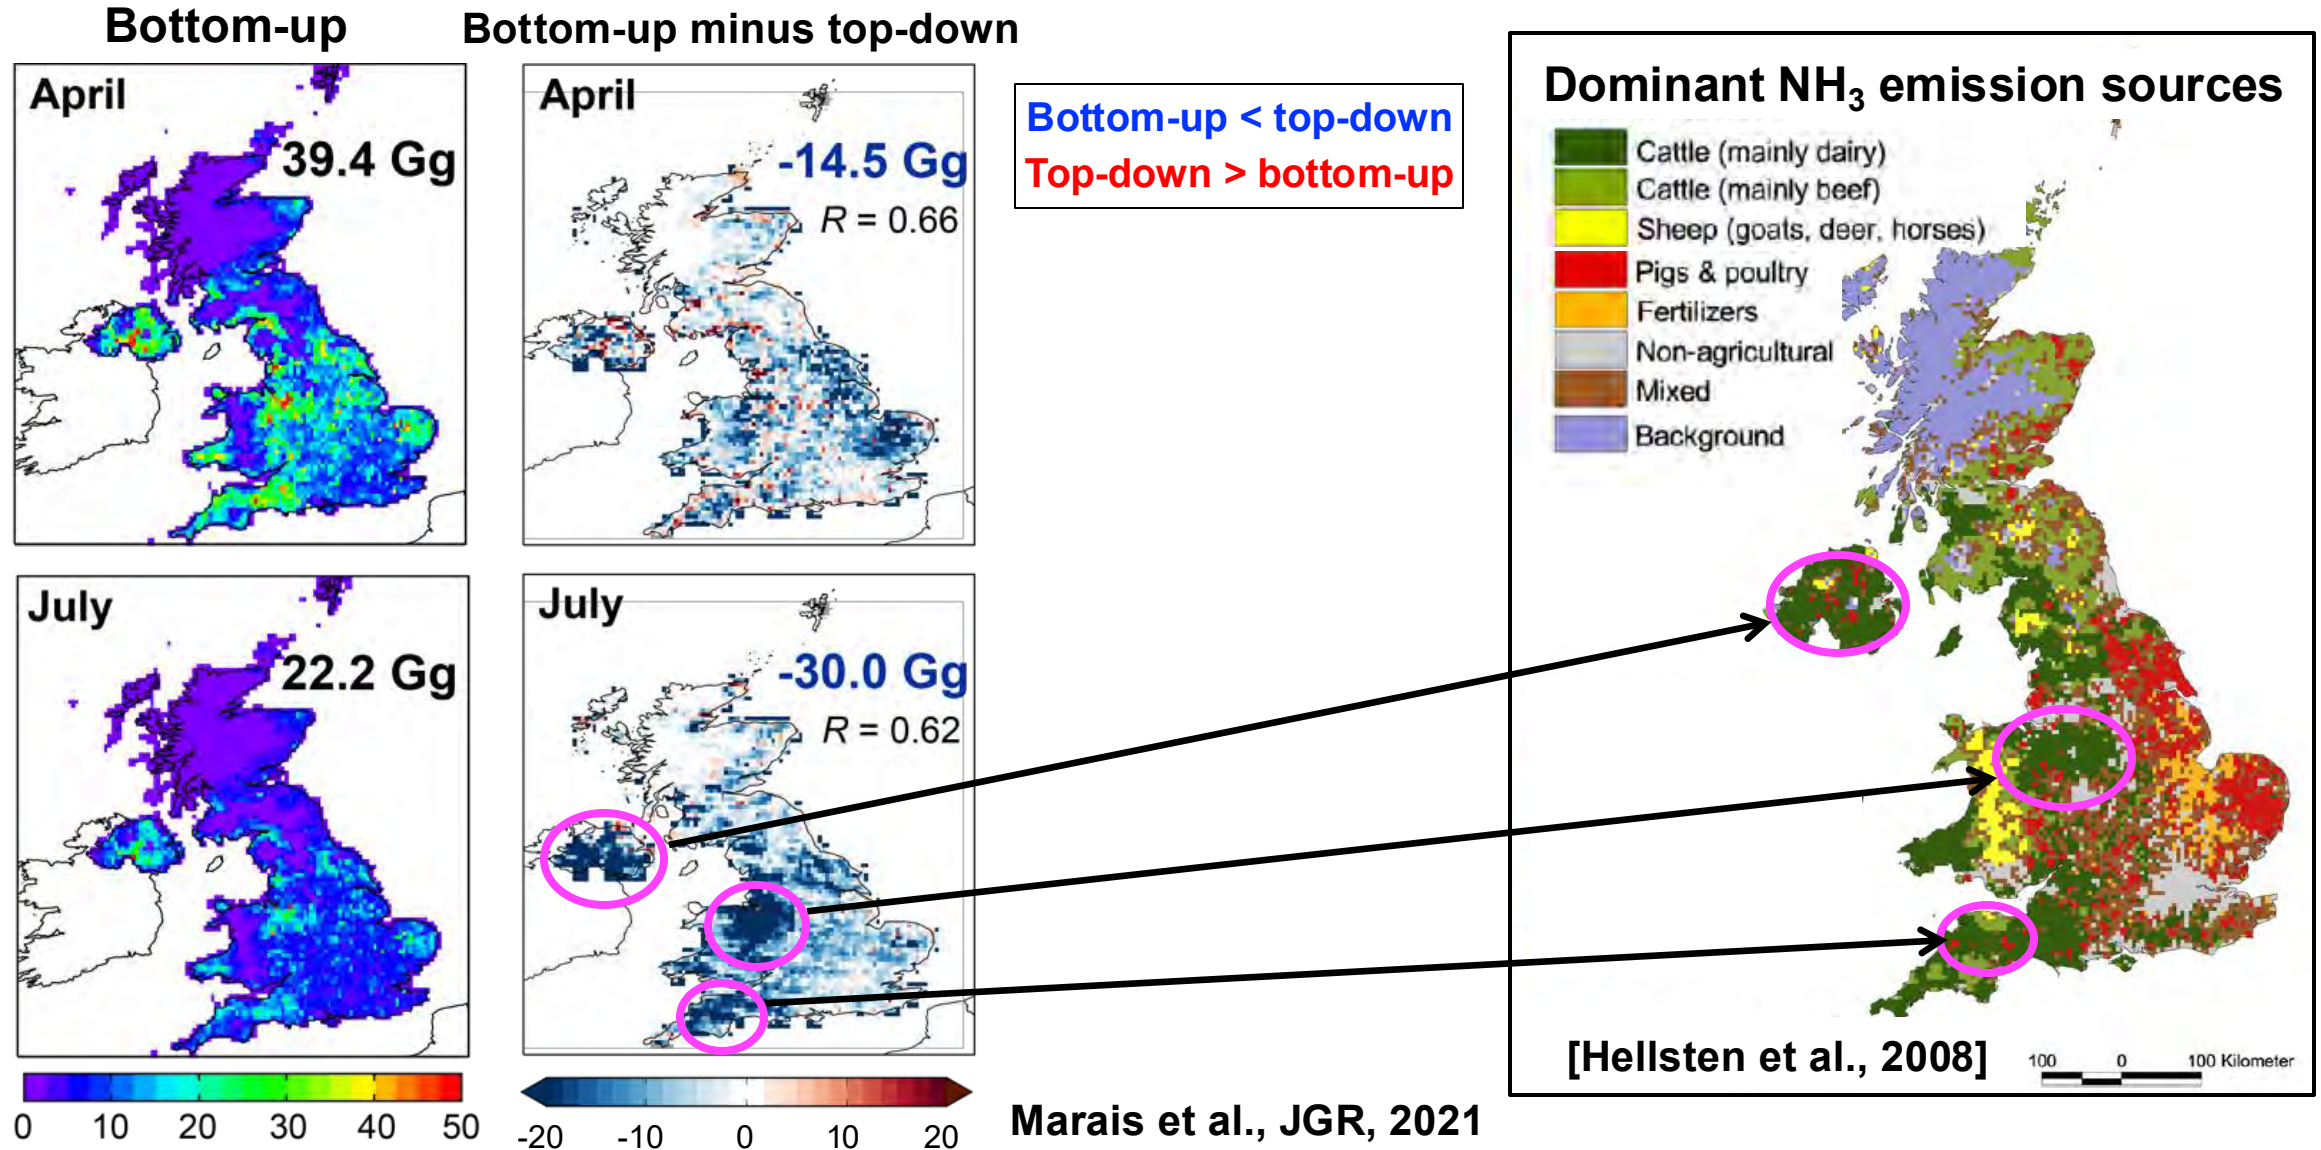 Bottom-up
Bottom-up minus top-down
April
39.4 Gg
April
-14.5 Gg
R = 0.66
Bottom-up < top-down
Top-down > bottom-up
July
22.2 Gg
July
-30.0 Gg
R = 0.62
0 10 20 30 40 50
-20 -10 0 10 20
Marais et al., JGR, 2021
Dominant NH₃ emission sources
Cattle (mainly dairy)
Cattle (mainly beef)
Sheep (goats, deer, horses)
Pigs & poultry
Fertilizers
Non-agricultural
Mixed
Background
[Hellsten et al., 2008]
100 0 100 Kilometer